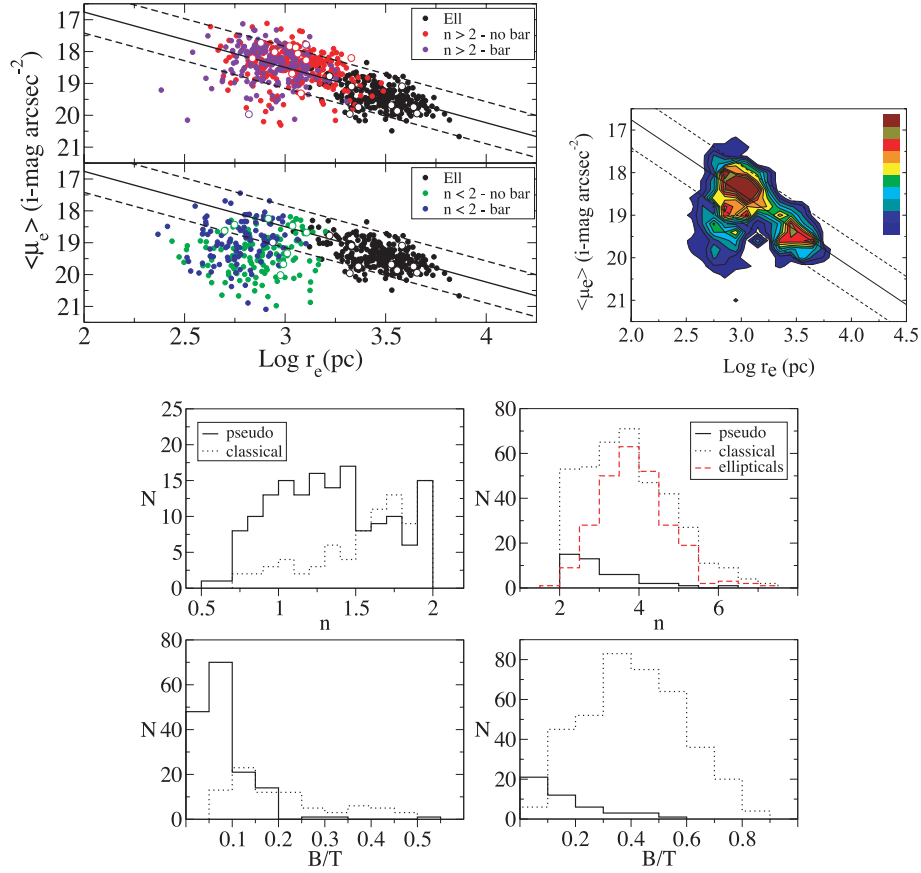 17
18
19
20
21
17
18
19
20
21
<μe> (i-mag arcsec-2)
Ell
n > 2 - no bar
n > 2 - bar
Ell
n < 2 - no bar
n < 2 - bar
2
2.5
3
3.5
4
Log re(pc)
17
18
19
20
21
<μe> (i-mag arcsec-2)
2.0
2.5
3.0
3.5
4.0
4.5
Log re (pc)
25
20
15
10
5
0
N
pseudo
classical
0.5
1
1.5
2
n
80
60
40
20
0
N
pseudo
classical
ellipticals
2
4
6
n
80
60
40
20
0
N
0.1
0.2
0.3
0.4
0.5
B/T
80
60
40
20
0
N
0.2
0.4
0.6
0.8
B/T